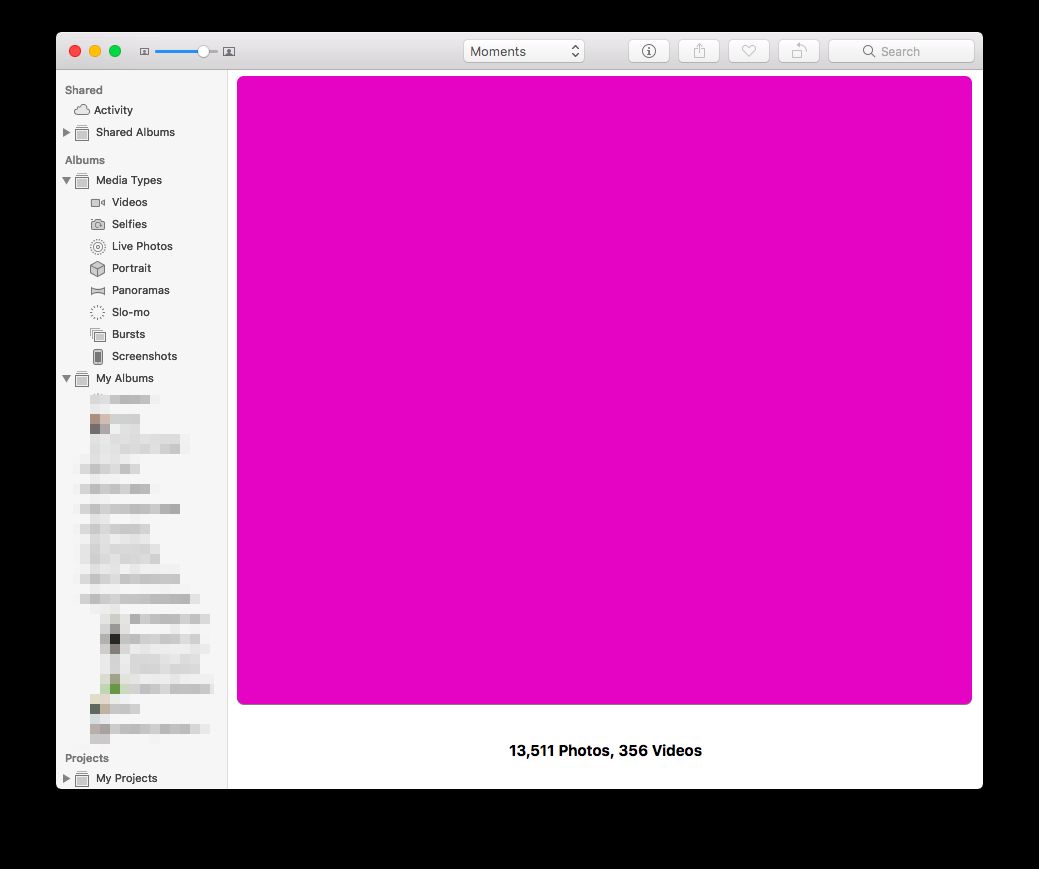 Moments
Search
Shared
Activity
Shared Albums
Albums
Media Types
Videos
Selfies
Live Photos
Portrait
Panoramas
Slo-mo
Bursts
Screenshots
My Albums
Projects
My Projects
13,511 Photos, 356 Videos